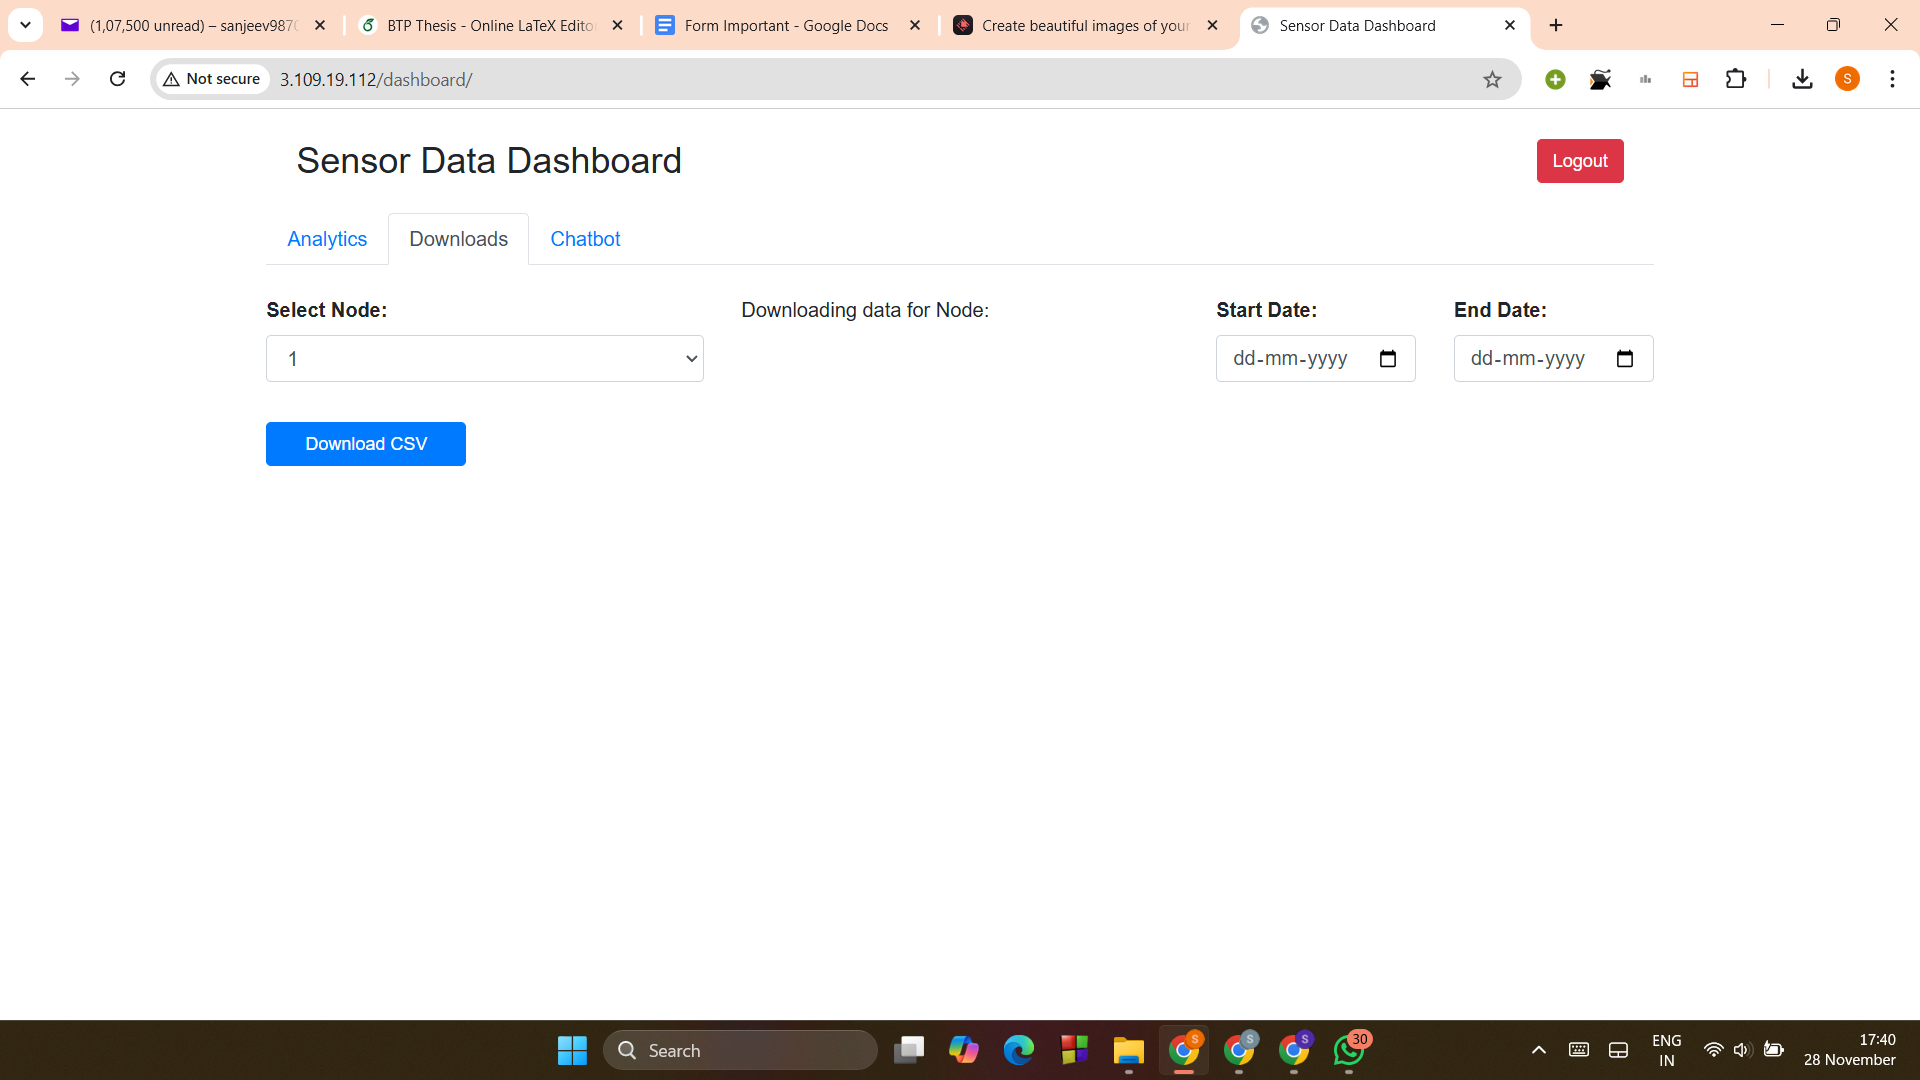 (1,07,500 unread) – sanjeev9870
BTP Thesis - Online LaTeX Edito
Form Important - Google Docs
Create beautiful images of your
Sensor Data Dashboard
Not secure
3.109.19.112/dashboard/
S
Sensor Data Dashboard
Logout
Analytics
Downloads
Chatbot
Select Node:
Downloading data for Node:
Start Date:
End Date:
1
dd-mm-yyyy
dd-mm-yyyy
Download CSV
Search
S
S
S
30
ENG
IN
17:40
28 November